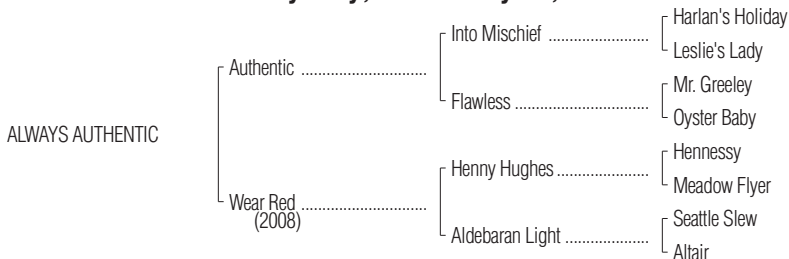 Harlan's Holiday
Into Mischief
Leslie's Lady
Authentic
Mr. Greeley
Flawless
Oyster Baby
ALWAYS AUTHENTIC
Hennessy
Henny Hughes
Meadow Flyer
Wear Red
(2008)
Seattle Slew
Aldebaran Light
Altair